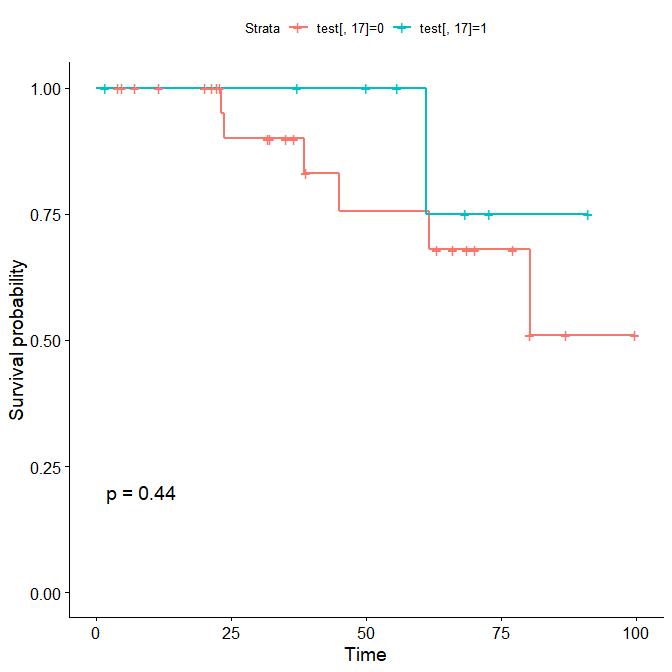 Strata test[, 17]=0 test[, 17]=1
Survival probability
1.00
0.75
0.50
0.25
0.00
p = 0.44
0 25 50 75 100
Time